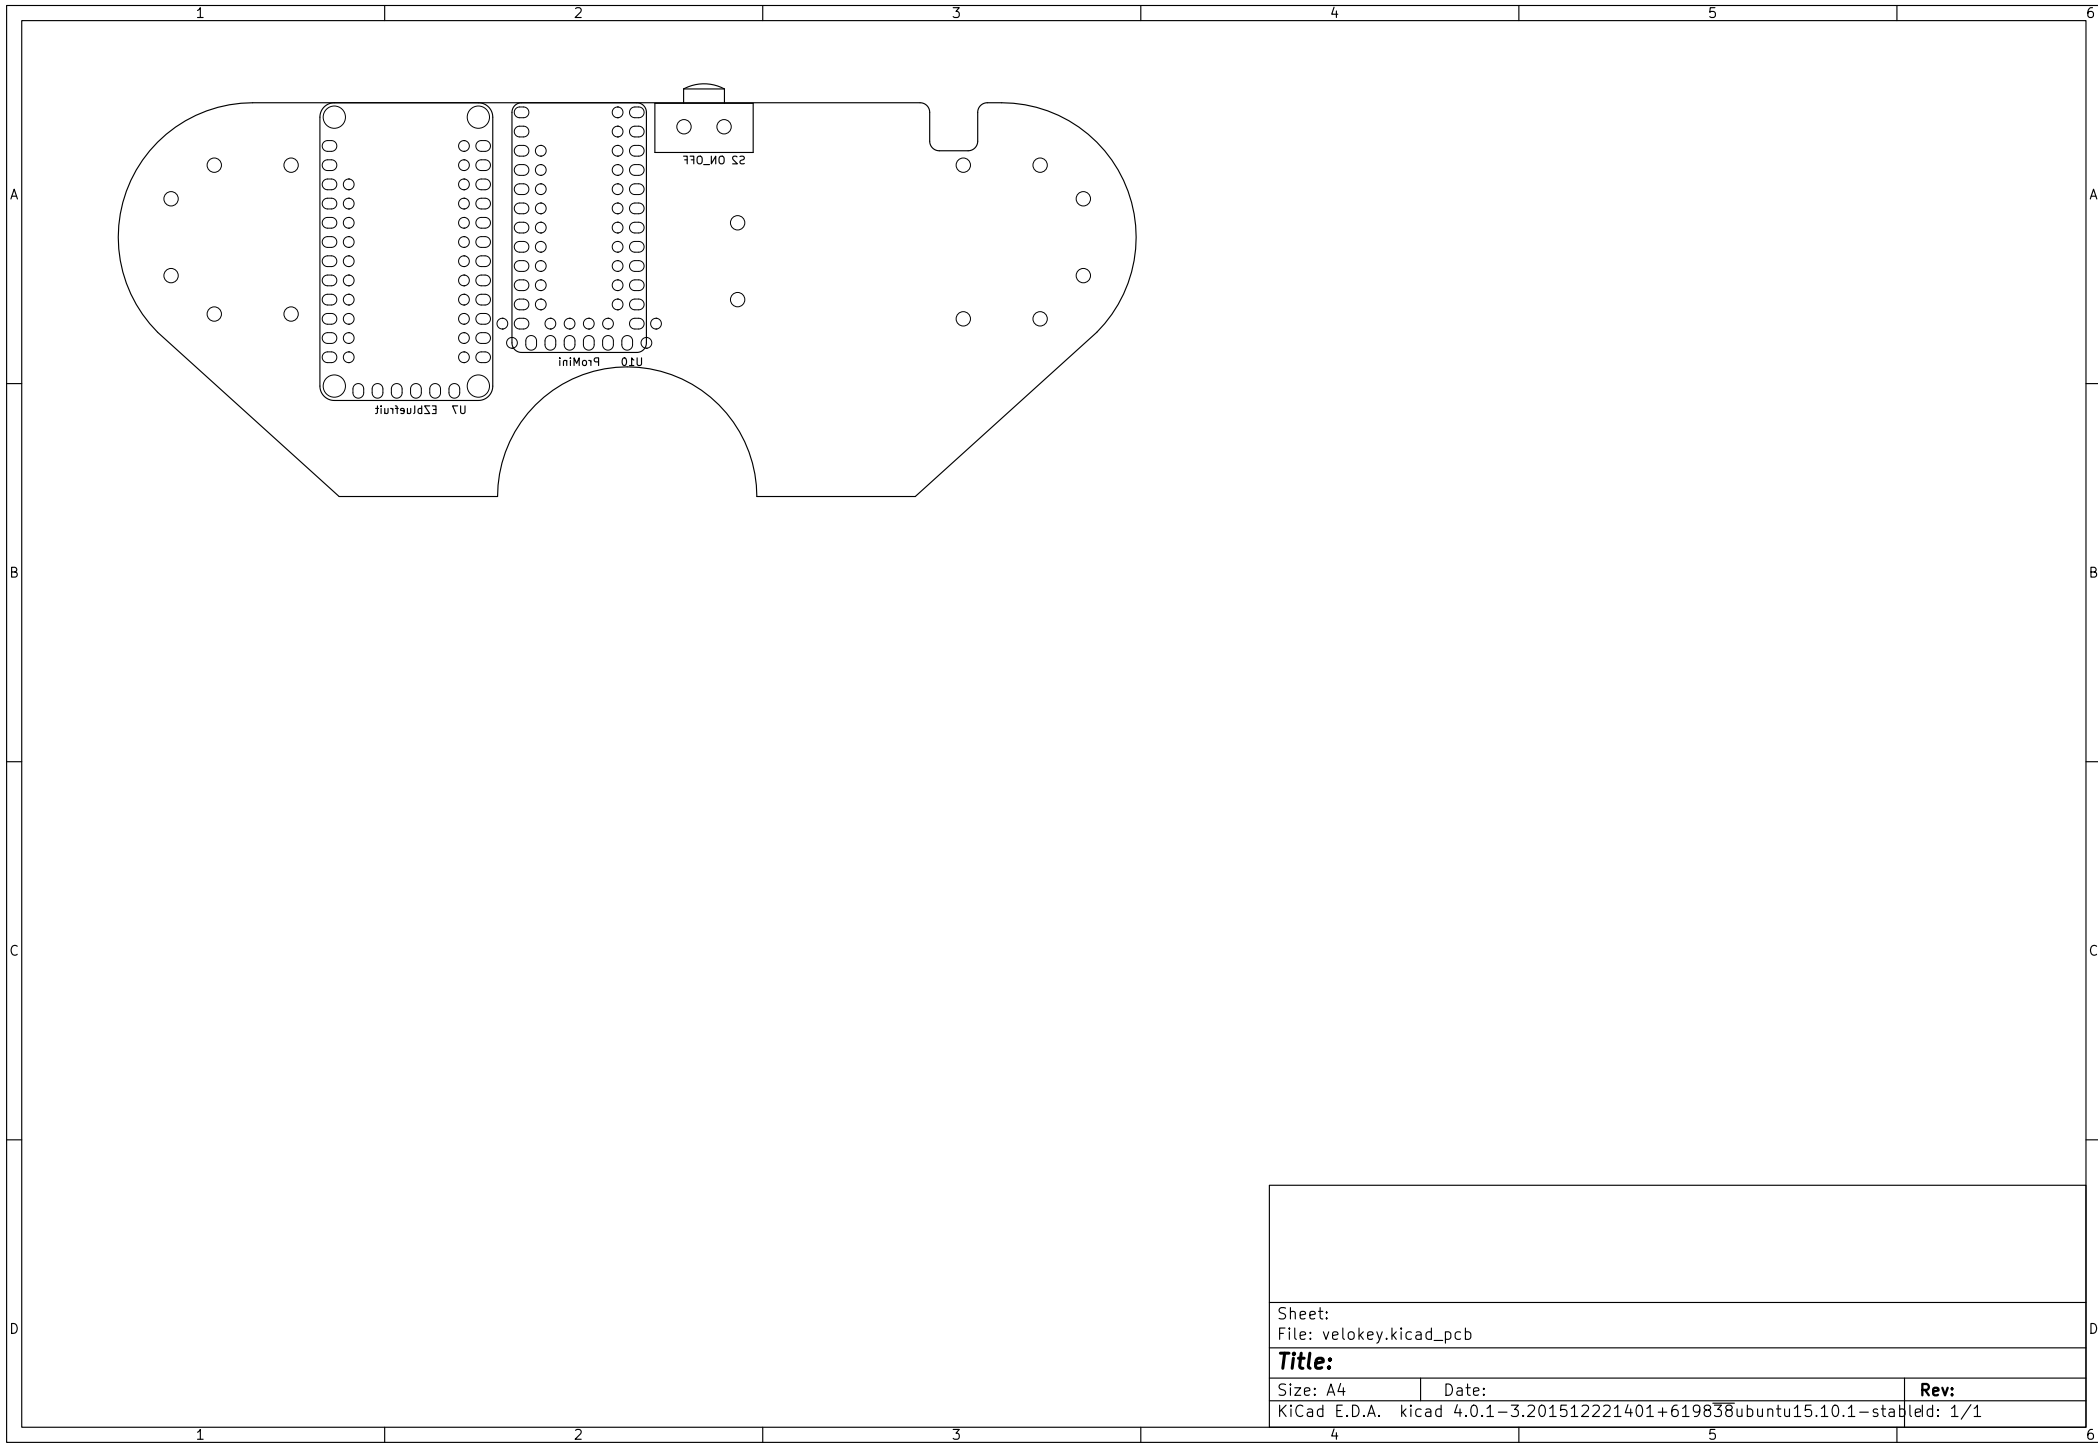 1 2 3 4 5 6
A A
S2 ON_OFF
U10 ProMini
U7 EZbluefruit
B B
C C
D D
Sheet:
File: velokey.kicad_pcb
Title:
Size: A4 Date: Rev:
KiCad E.D.A. kicad 4.0.1-3.201512221401+619838ubuntu15.10.1-stable Id: 1/1
1 2 3 4 5 6